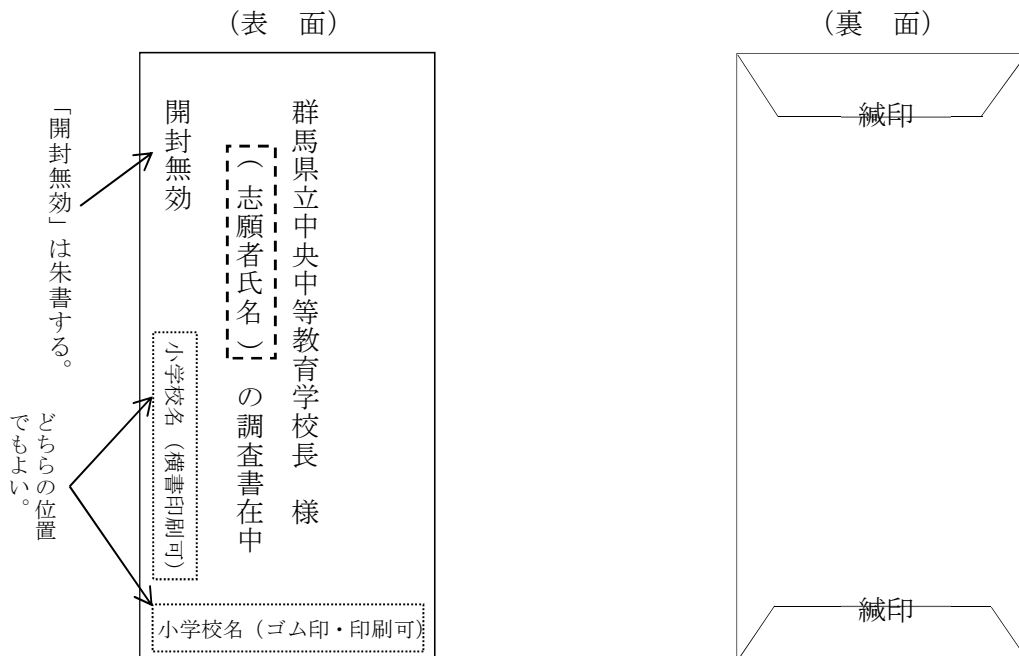 （表　面）
群馬県立中央中等教育学校長　様
（志願者氏名）の調査書在中
開封無効
小学校名（横書印刷可）
小学校名（ゴム印・印刷可）
「開封無効」は朱書する。
どちらの位置
でもよい。
（裏　面）
緘印
緘印